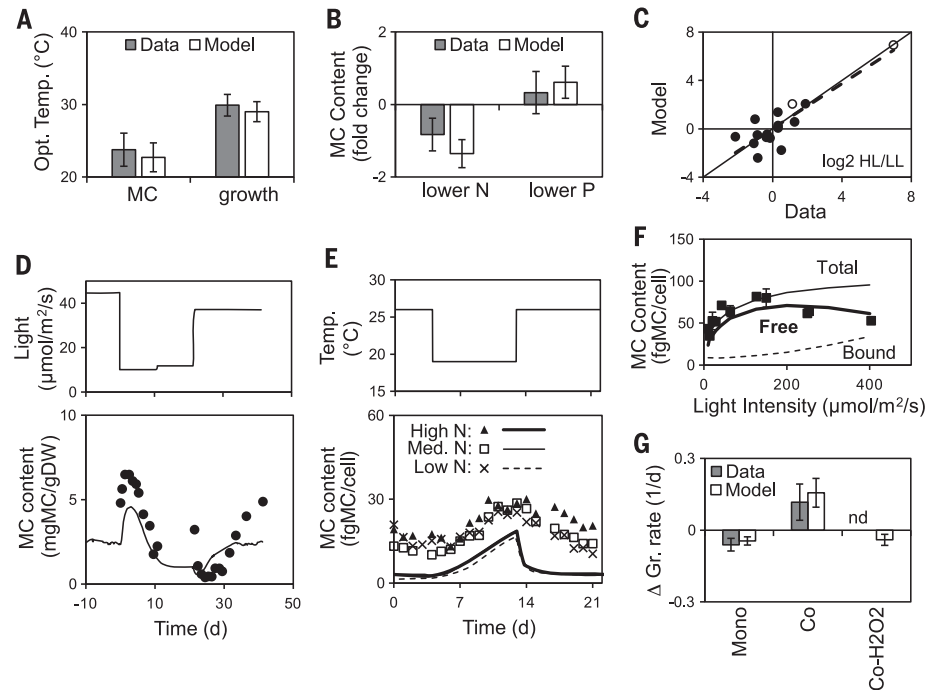 A
Opt. Temp. (°C)
40
30
20
Data
Model
MC
growth
B
MC Content
(fold change)
2
0
-2
Data
Model
lower N
lower P
C
Model
8
4
0
-4
-4
0
4
8
log2 HL/LL
Data
D
Light
(µmol/m²/s)
40
20
0
MC content
(mgMC/gDW)
10
5
0
-10
10
30
50
Time (d)
E
Temp.
(°C)
30
25
20
15
MC content
(fgMC/cell)
60
30
0
High N:
Med. N:
Low N:
0
7
14
21
Time (d)
F
MC Content
(fgMC/cell)
150
100
50
0
Total
Free
Bound
0
200
400
Light Intensity (µmol/m²/s)
G
Δ Gr. rate (1/d)
0.3
0
-0.3
Data
Model
nd
Mono
Co
Co-H2O2